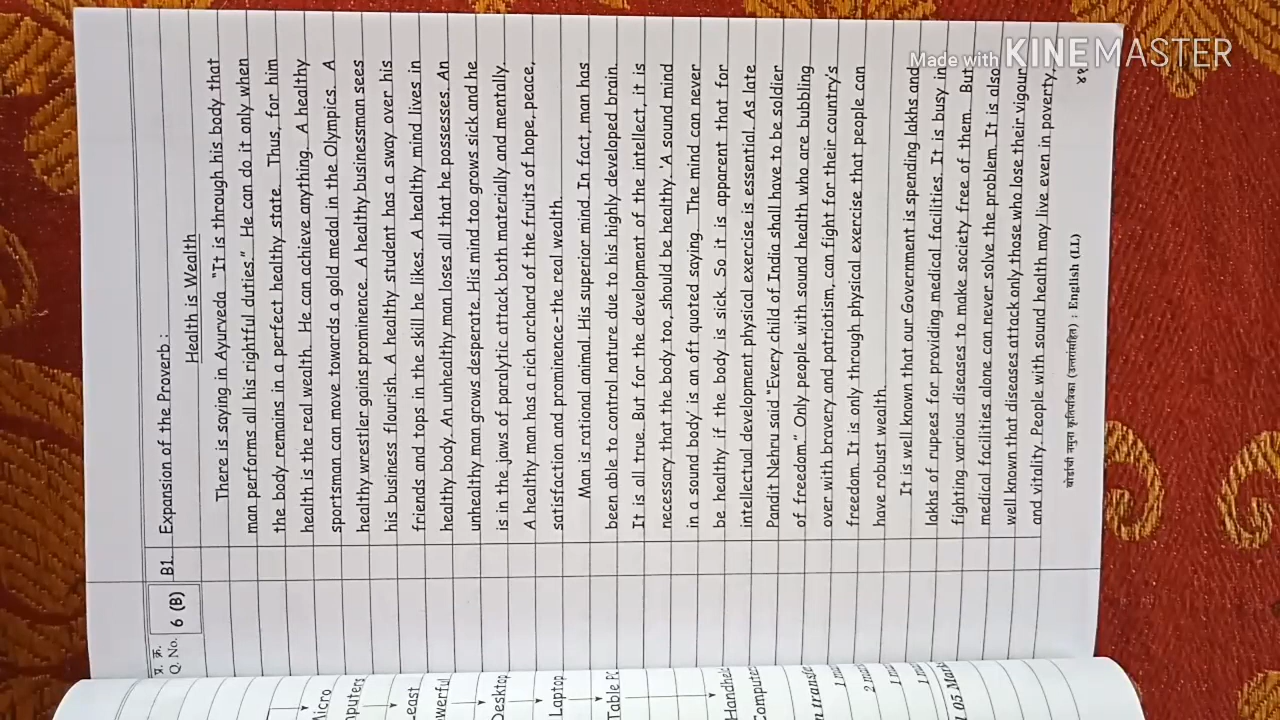 प्र. क्र.
Q. No.
6 (B)
B1.
Expansion of the Proverb :
Health is Wealth
There is saying in Ayurveda. "It is through his body that
man performs all his rightful duties." He can do it only when
the body remains in a perfect healthy state. Thus, for him
health is the real wealth. He can achieve anything. A healthy
sportsman can move towards a gold medal in the Olympics. A
healthy wrestler gains prominence. A healthy businessman sees
his business flourish. A healthy student has a sway over his
friends and tops in the skill he likes. A healthy mind lives in
healthy body. An unhealthy man loses all that he possesses. An
unhealthy man grows desperate. His mind too grows sick and he
is in the jaws of paralytic attack both materially and mentally.
A healthy man has a rich orchard of the fruits of hope, peace,
satisfaction and prominence-the real wealth.
Man is rational animal. His superior mind. In fact, man has
been able to control nature due to his highly developed brain.
It is all true. But for the development of the intellect, it is
necessary that the body too, should be healthy. 'A sound mind
in a sound body' is an oft quoted saying. The mind can never
be healthy if the body is sick. So it is apparent that for
intellectual development physical exercise is essential. As late
Pandit Nehru said "Every child of India shall have to be soldier
of freedom." Only people with sound health who are bubbling
over with bravery and patriotism, can fight for their country's
freedom. It is only through physical exercise that people can
have robust wealth.
It is well known that our Government is spending lakhs and
lakhs of rupees for providing medical facilities. It is busy in
fighting various diseases to make society free of them. But
medical facilities alone can never solve the problem. It is also
well known that diseases attack only those who lose their vigour
and vitality. People with sound health may live even in poverty,
बोर्डाची नमुना कृतिपत्रिका (उत्तरांसहित) : English (LL)
४९
Made with KINEMASTER
Micro
mputers
Least
werful
Desktop
Laptop
Table PC
Handheld
Computer
1 05 Marks